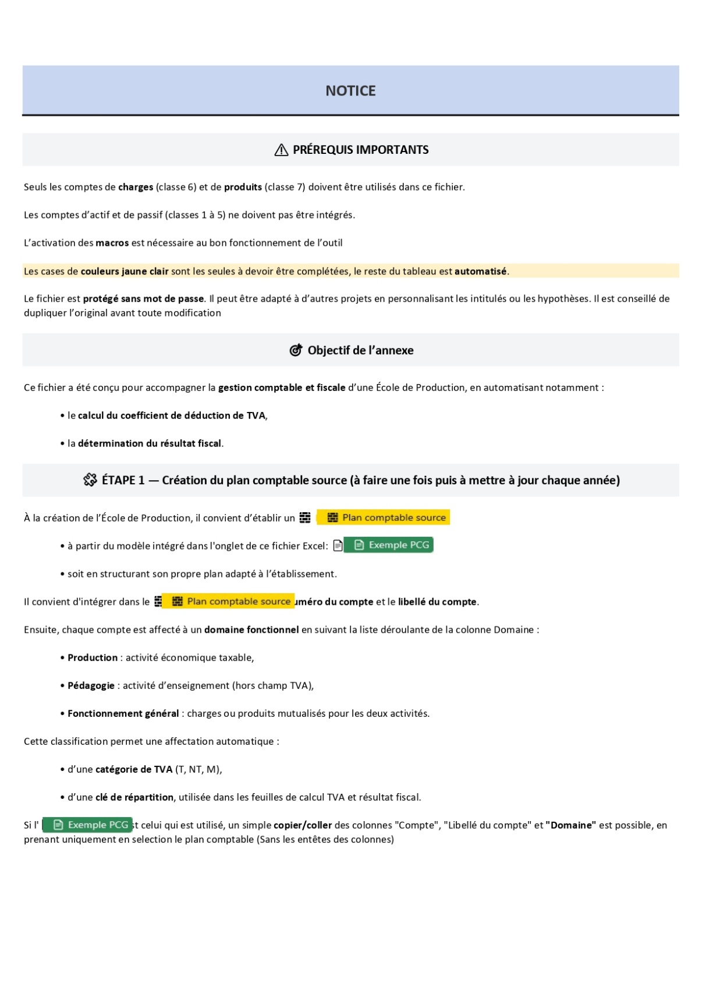 NOTICE
PRÉREQUIS IMPORTANTS
Seuls les comptes de charges (classe 6) et de produits (classe 7) doivent être utilisés dans ce fichier.
Les comptes d’actif et de passif (classes 1 à 5) ne doivent pas être intégrés.
L’activation des macros est nécessaire au bon fonctionnement de l’outil
Les cases de couleurs jaune clair sont les seules à devoir être complétées, le reste du tableau est automatisé.
Le fichier est protégé sans mot de passe. Il peut être adapté à d’autres projets en personnalisant les intitulés ou les hypothèses. Il est conseillé de
dupliquer l’original avant toute modification
Objectif de l’annexe
Ce fichier a été conçu pour accompagner la gestion comptable et fiscale d’une École de Production, en automatisant notamment :
• le calcul du coefficient de déduction de TVA,
• la détermination du résultat fiscal.
ÉTAPE 1 — Création du plan comptable source (à faire une fois puis à mettre à jour chaque année)
À la création de l’École de Production, il convient d’établir un Plan comptable source
• à partir du modèle intégré dans l'onglet de ce fichier Excel: Exemple PCG
• soit en structurant son propre plan adapté à l’établissement.
Il convient d'intégrer dans le Plan comptable source uméro du compte et le libellé du compte.
Ensuite, chaque compte est affecté à un domaine fonctionnel en suivant la liste déroulante de la colonne Domaine :
• Production : activité économique taxable,
• Pédagogie : activité d’enseignement (hors champ TVA),
• Fonctionnement général : charges ou produits mutualisés pour les deux activités.
Cette classification permet une affectation automatique :
• d’une catégorie de TVA (T, NT, M),
• d’une clé de répartition, utilisée dans les feuilles de calcul TVA et résultat fiscal.
Si l' Exemple PCG st celui qui est utilisé, un simple copier/coller des colonnes "Compte", "Libellé du compte" et "Domaine" est possible, en
prenant uniquement en selection le plan comptable (Sans les entêtes des colonnes)